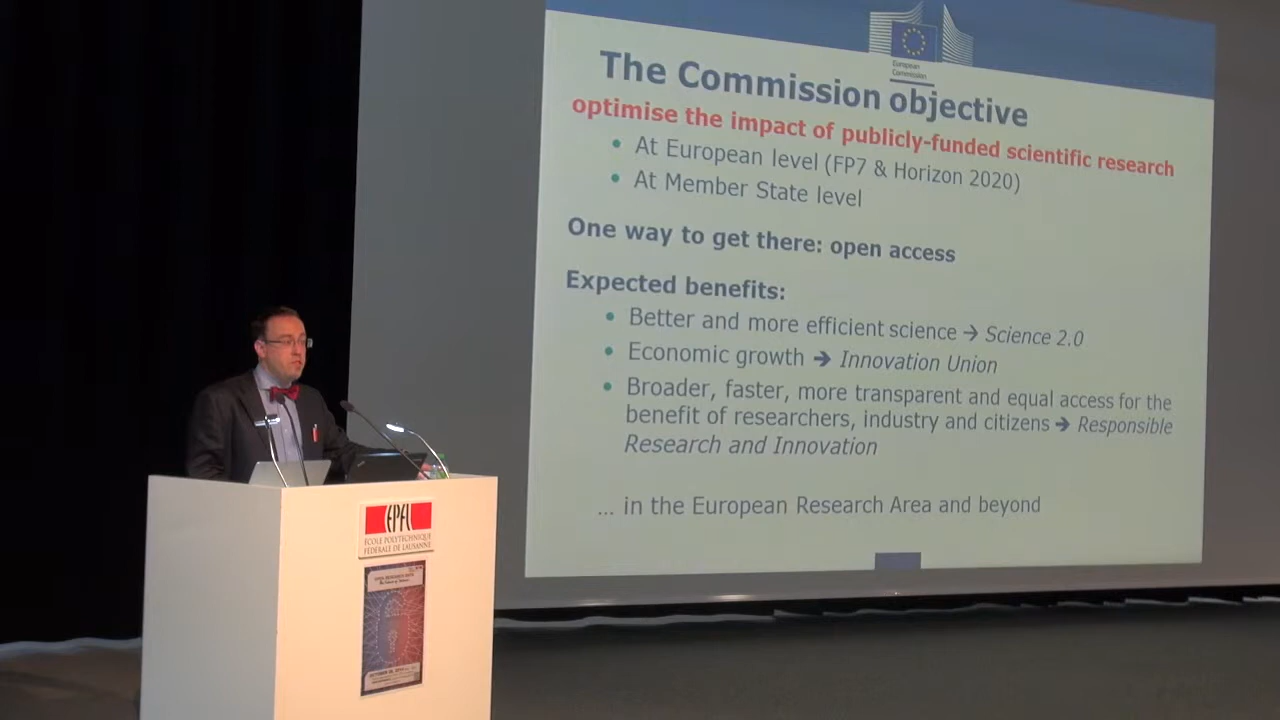 European
Commission
The Commission objective
optimise the impact of publicly-funded scientific research
• At European level (FP7 & Horizon 2020)
• At Member State level
One way to get there: open access
Expected benefits:
• Better and more efficient science → Science 2.0
• Economic growth → Innovation Union
• Broader, faster, more transparent and equal access for the
benefit of researchers, industry and citizens → Responsible
Research and Innovation
... in the European Research Area and beyond
EPFL
ÉCOLE POLYTECHNIQUE
FÉDÉRALE DE LAUSANNE
OPEN RESEARCH DATA